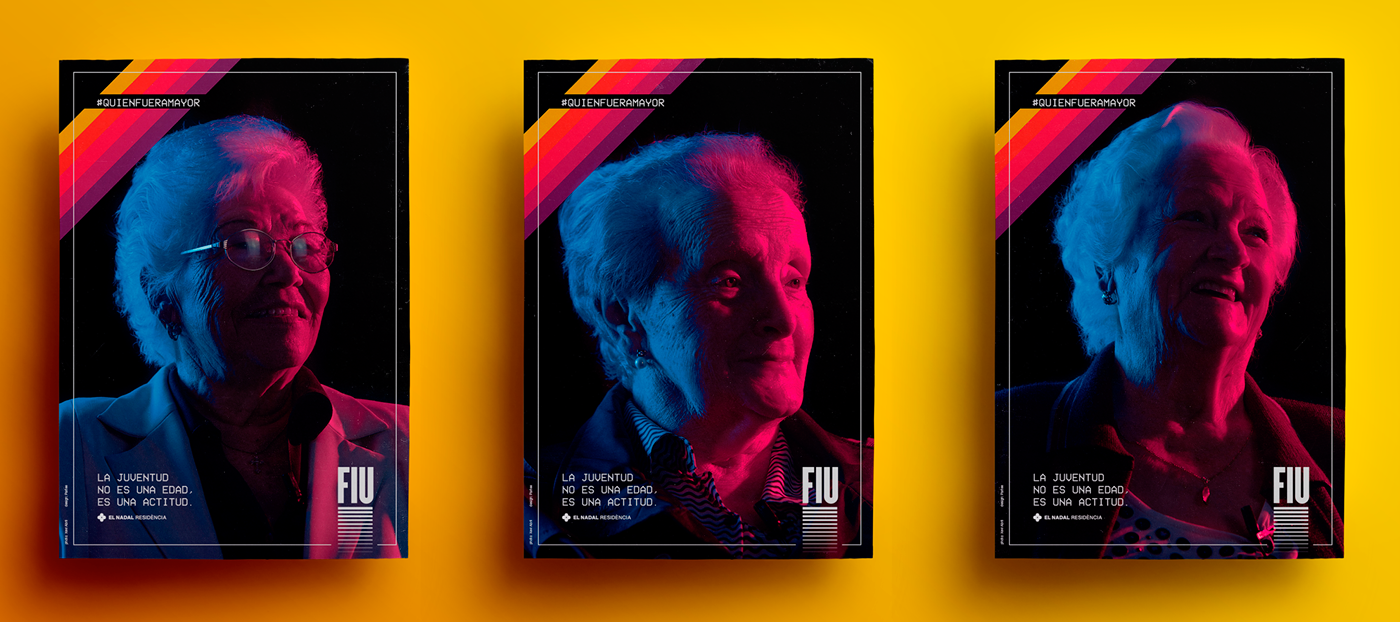 #QUIENFUERAMAYOR
LA JUVENTUD
NO ES UNA EDAD,
ES UNA ACTITUD.
EL NADAL RESIDÈNCIA
FIU
#QUIENFUERAMAYOR
LA JUVENTUD
NO ES UNA EDAD,
ES UNA ACTITUD.
EL NADAL RESIDÈNCIA
FIU
#QUIENFUERAMAYOR
LA JUVENTUD
NO ES UNA EDAD,
ES UNA ACTITUD.
EL NADAL RESIDÈNCIA
FIU